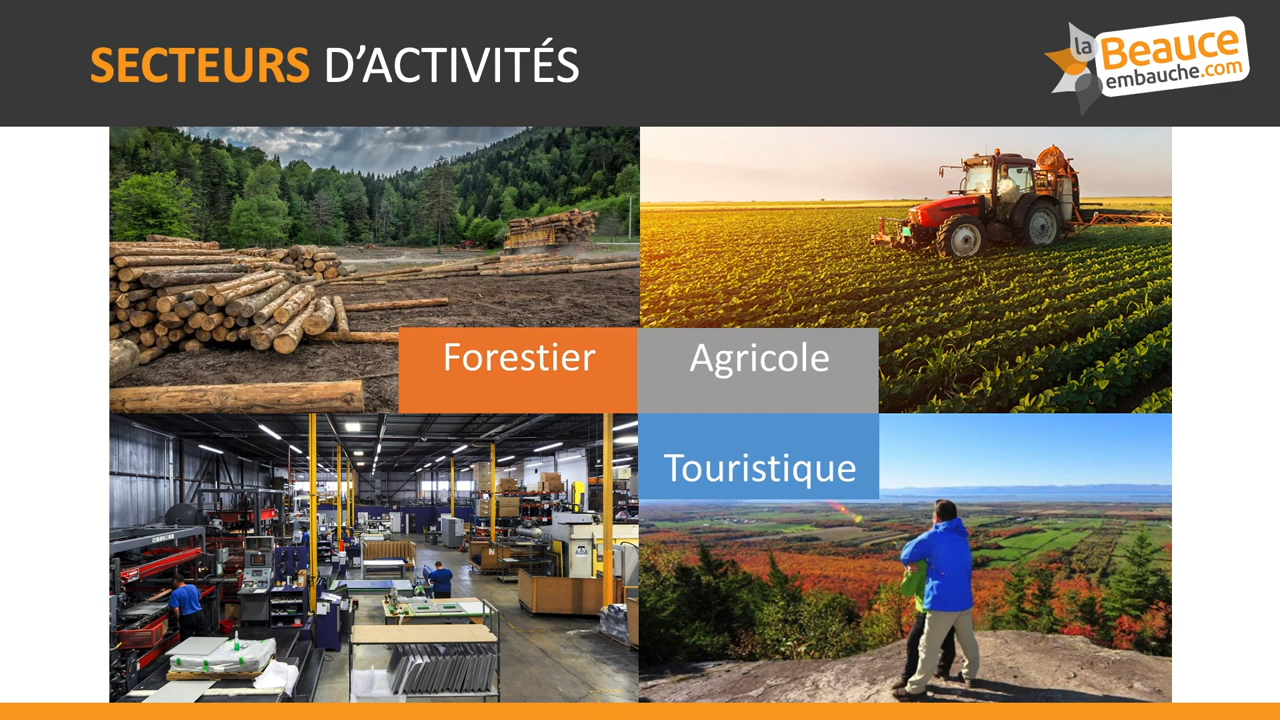 SECTEURS D’ACTIVITÉS
la Beauce
embauche.com
Forestier
Agricole
Touristique